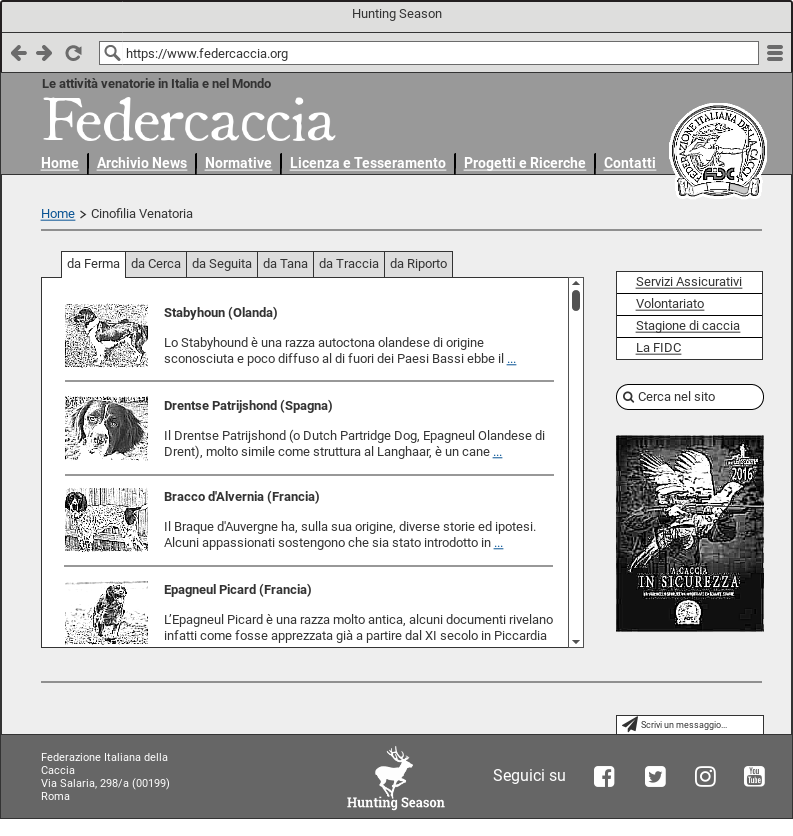 Hunting Season
https://www.federcaccia.org
Le attività venatorie in Italia e nel Mondo
Federcaccia
Home
Archivio News
Normative
Licenza e Tesseramento
Progetti e Ricerche
Contatti
FEDERAZIONE ITALIANA DELLA CACCIA
FIDC
Home > Cinofilia Venatoria
da Ferma
da Cerca
da Seguita
da Tana
da Traccia
da Riporto
Stabyhoun (Olanda)
Lo Stabyhound è una razza autoctona olandese di origine
sconosciuta e poco diffuso al di fuori dei Paesi Bassi ebbe il ...
Drentse Patrijshond (Spagna)
Il Drentse Patrijshond (o Dutch Partridge Dog, Epagneul Olandese di
Drent), molto simile come struttura al Langhaar, è un cane ...
Bracco d'Alvernia (Francia)
Il Braque d'Auvergne ha, sulla sua origine, diverse storie ed ipotesi.
Alcuni appassionati sostengono che sia stato introdotto in ...
Epagneul Picard (Francia)
L’Epagneul Picard è una razza molto antica, alcuni documenti rivelano
infatti come fosse apprezzata già a partire dal XI secolo in Piccardia
Servizi Assicurativi
Volontariato
Stagione di caccia
La FIDC
Cerca nel sito
2016
A CACCIA
IN SICUREZZA
Scrivi un messaggio...
Federazione Italiana della
Caccia
Via Salaria, 298/a (00199)
Roma
Hunting Season
Seguici su
You
Tube